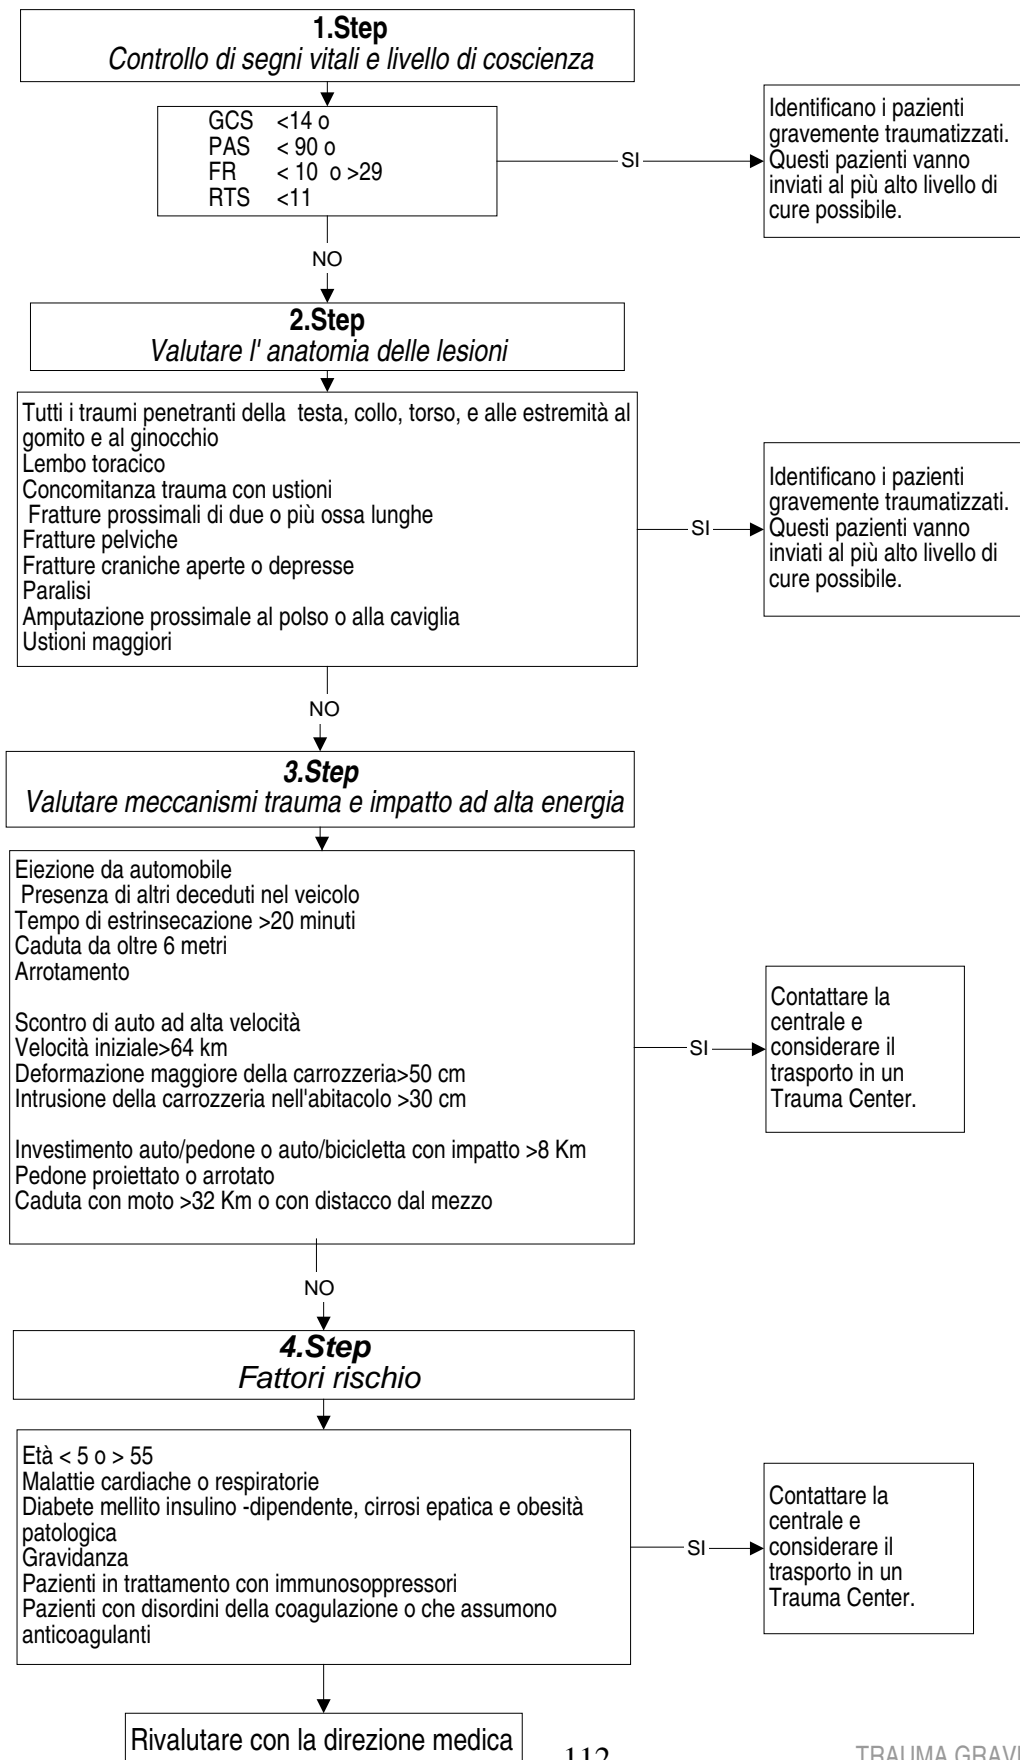 1.Step
Controllo di segni vitali e livello di coscienza
GCS <14 o
PAS < 90 o
FR < 10 o >29
RTS <11
SI
Identificano i pazienti
gravemente traumatizzati.
Questi pazienti vanno
inviati al più alto livello di
cure possibile.
NO
2.Step
Valutare l' anatomia delle lesioni
Tutti i traumi penetranti della testa, collo, torso, e alle estremità al
gomito e al ginocchio
Lembo toracico
Concomitanza trauma con ustioni
Fratture prossimali di due o più ossa lunghe
Fratture pelviche
Fratture craniche aperte o depresse
Paralisi
Amputazione prossimale al polso o alla caviglia
Ustioni maggiori
SI
Identificano i pazienti
gravemente traumatizzati.
Questi pazienti vanno
inviati al più alto livello di
cure possibile.
NO
3.Step
Valutare meccanismi trauma e impatto ad alta energia
Eiezione da automobile
Presenza di altri deceduti nel veicolo
Tempo di estrinsecazione >20 minuti
Caduta da oltre 6 metri
Arrotamento
Scontro di auto ad alta velocità
Velocità iniziale>64 km
Deformazione maggiore della carrozzeria>50 cm
Intrusione della carrozzeria nell'abitacolo >30 cm
Investimento auto/pedone o auto/bicicletta con impatto >8 Km
Pedone proiettato o arrotato
Caduta con moto >32 Km o con distacco dal mezzo
SI
Contattare la
centrale e
considerare il
trasporto in un
Trauma Center.
NO
4.Step
Fattori rischio
Età < 5 o > 55
Malattie cardiache o respiratorie
Diabete mellito insulino -dipendente, cirrosi epatica e obesità
patologica
Gravidanza
Pazienti in trattamento con immunosoppressori
Pazienti con disordini della coagulazione o che assumono
anticoagulanti
SI
Contattare la
centrale e
considerare il
trasporto in un
Trauma Center.
Rivalutare con la direzione medica
112
TRAUMA GRAVE